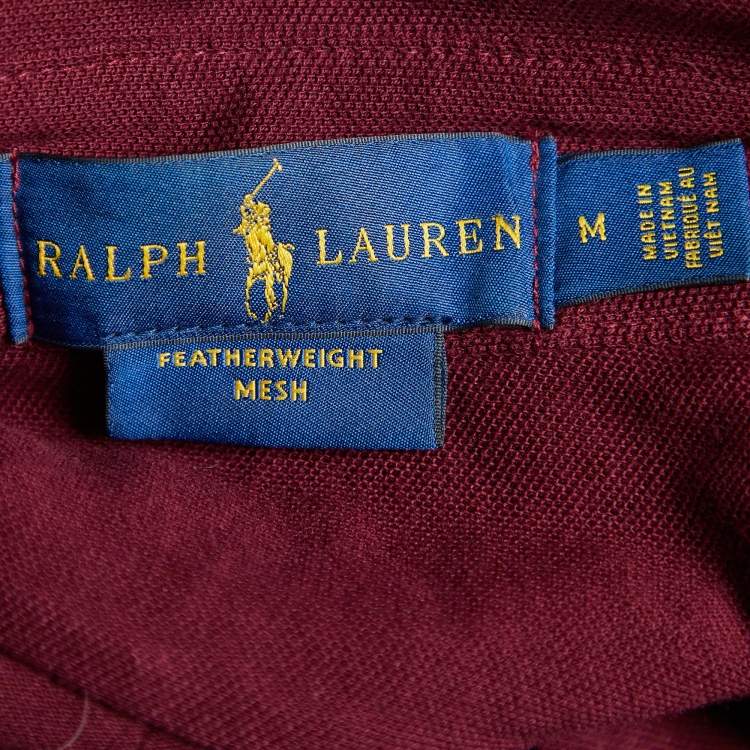 RALPH LAUREN
FEATHERWEIGHT
MESH
M
MADE IN
VIETNAM
FABRIQUÉ AU
VIÊT NAM